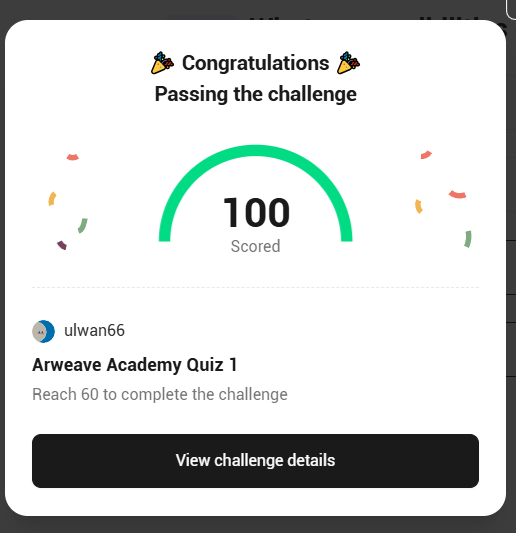 🎉 Congratulations 🎉
Passing the challenge
100
Scored
ulwan66
Arweave Academy Quiz 1
Reach 60 to complete the challenge
View challenge details